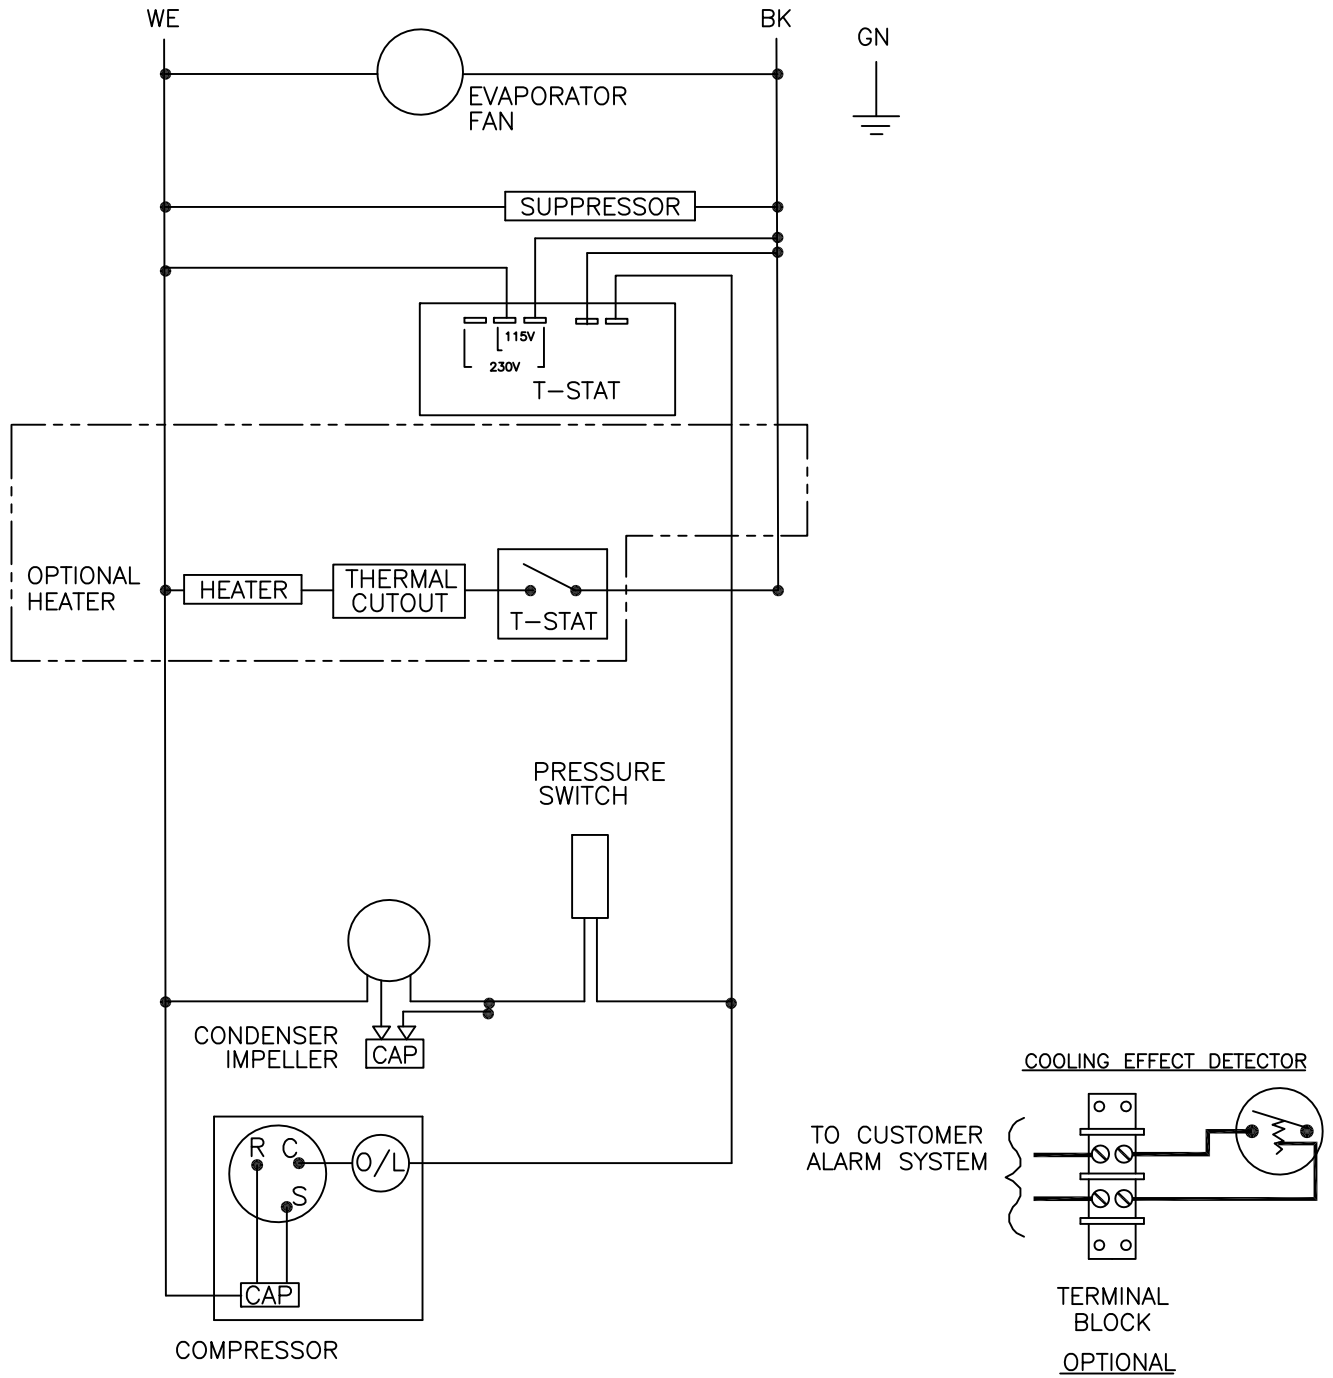 WE
BK
GN
EVAPORATOR
FAN
SUPPRESSOR
115V
230V
T-STAT
OPTIONAL
HEATER
HEATER
THERMAL
CUTOUT
T-STAT
PRESSURE
SWITCH
CONDENSER
IMPELLER
CAP
R
C
S
O/L
CAP
COMPRESSOR
COOLING EFFECT DETECTOR
TO CUSTOMER
ALARM SYSTEM
TERMINAL
BLOCK
OPTIONAL